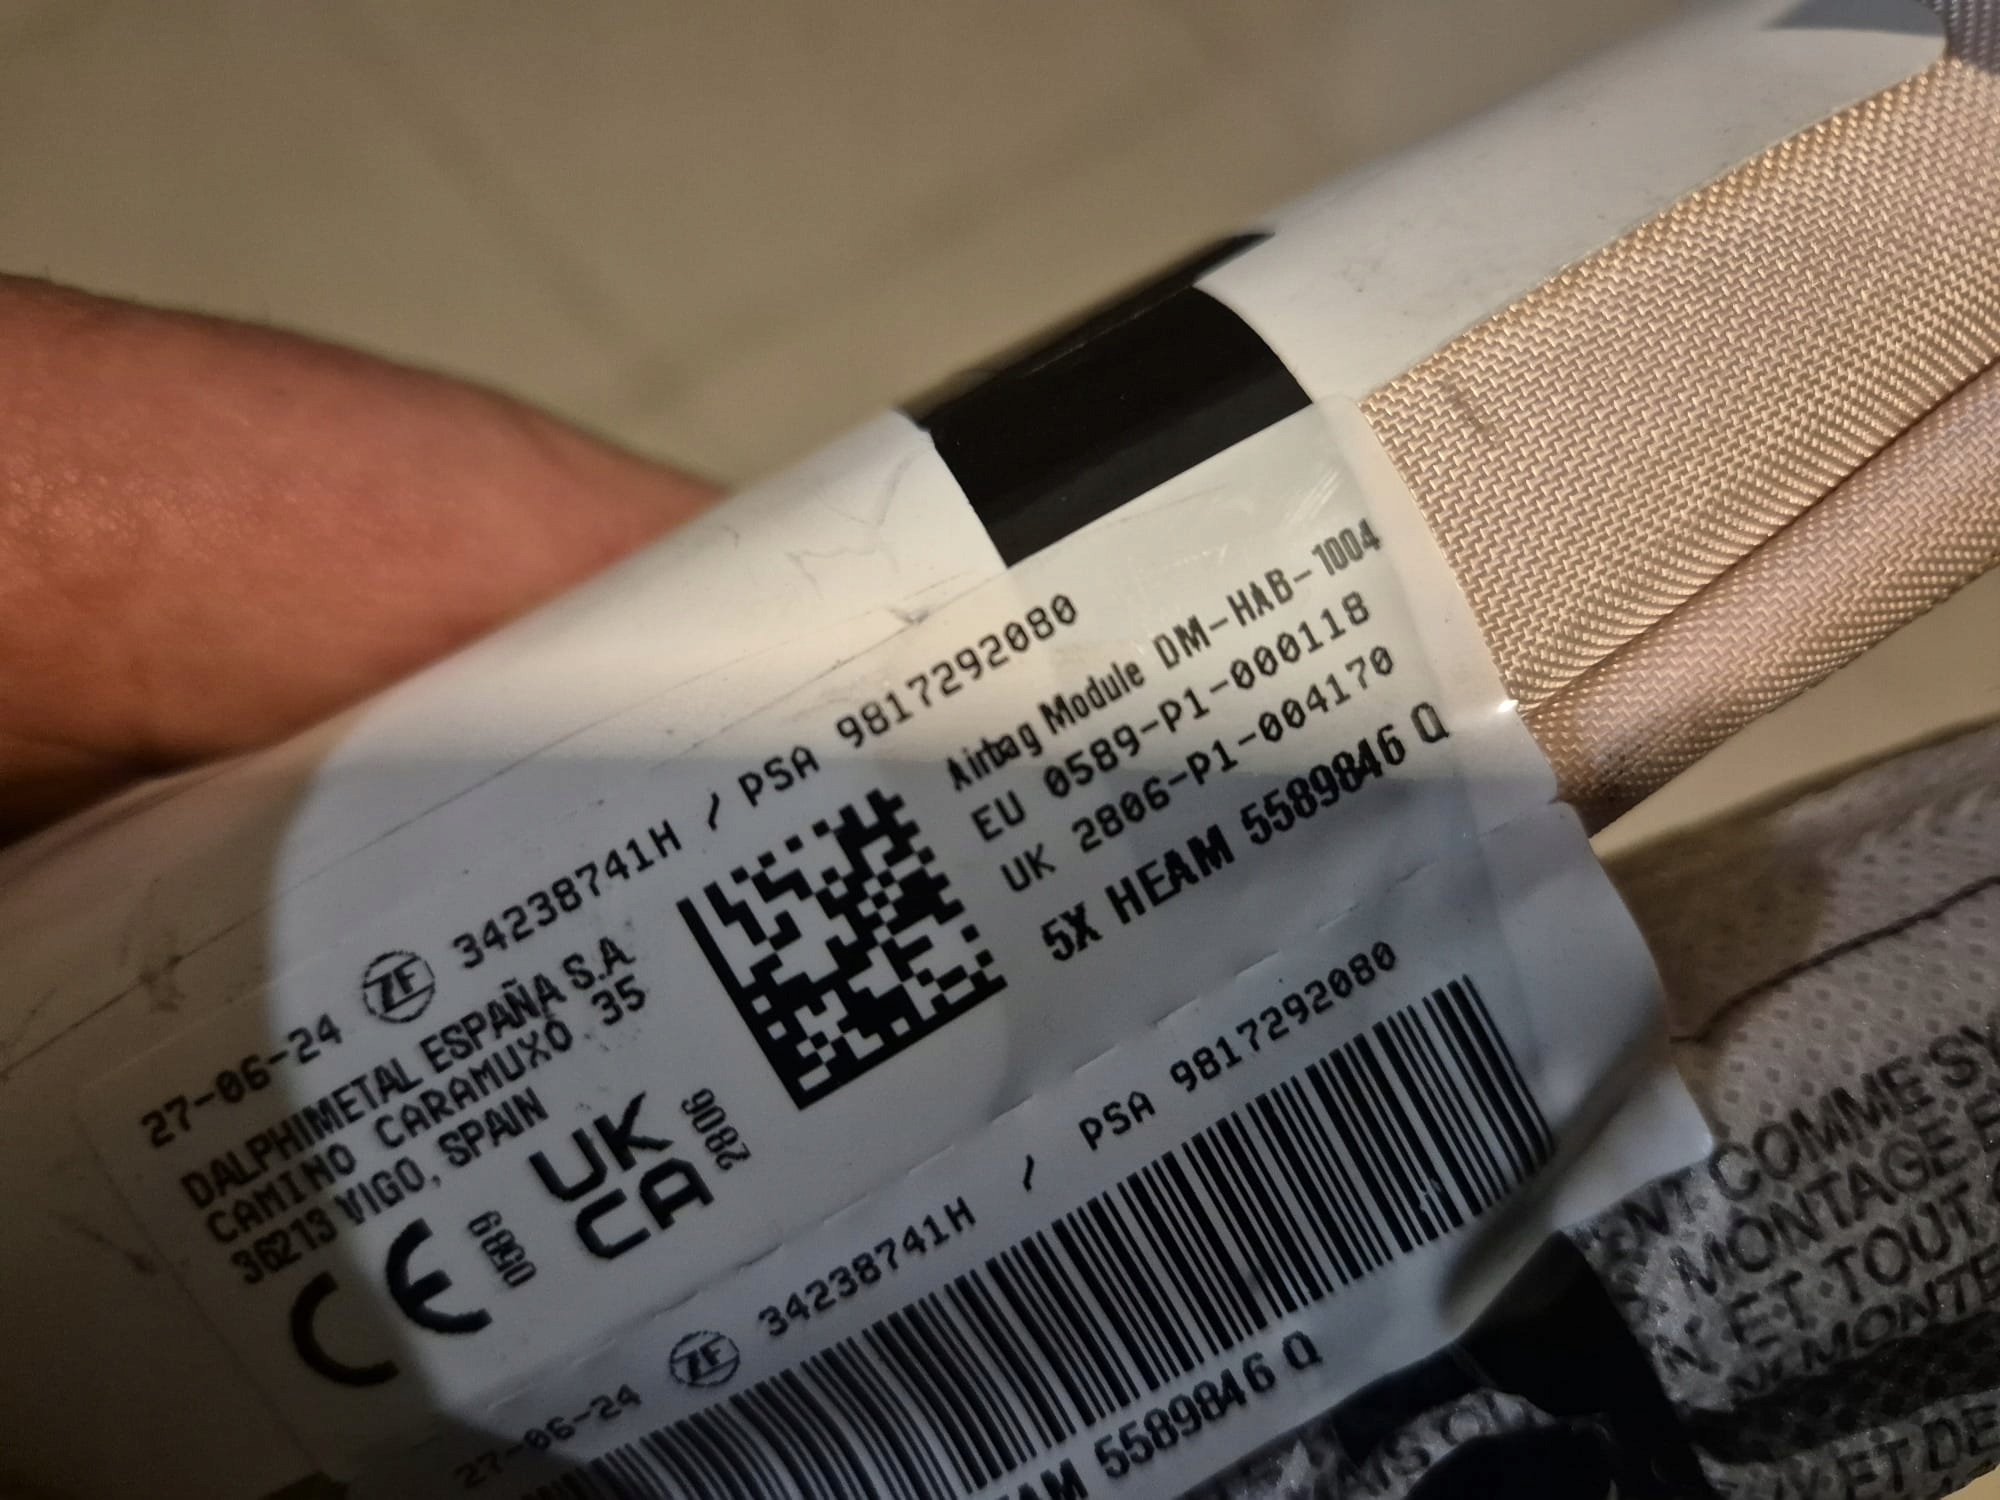 27-06-24 ZF 34238741H / PSA 9817292080
DALPHIMETAL ESPAÑA S.A
CAMINO CARAMUXO 35
36213 VIGO, SPAIN
CE 0589
UK
CA 2806
Airbag Module DM-HAB-1004
EU 0589-P1-000118
UK 2806-P1-004170
5X HEAM 5589846 Q
27-06-24 ZF 34238741H / PSA 9817292080
5589846 Q
COMME
MONTAGE
ET TOUT
ET DE